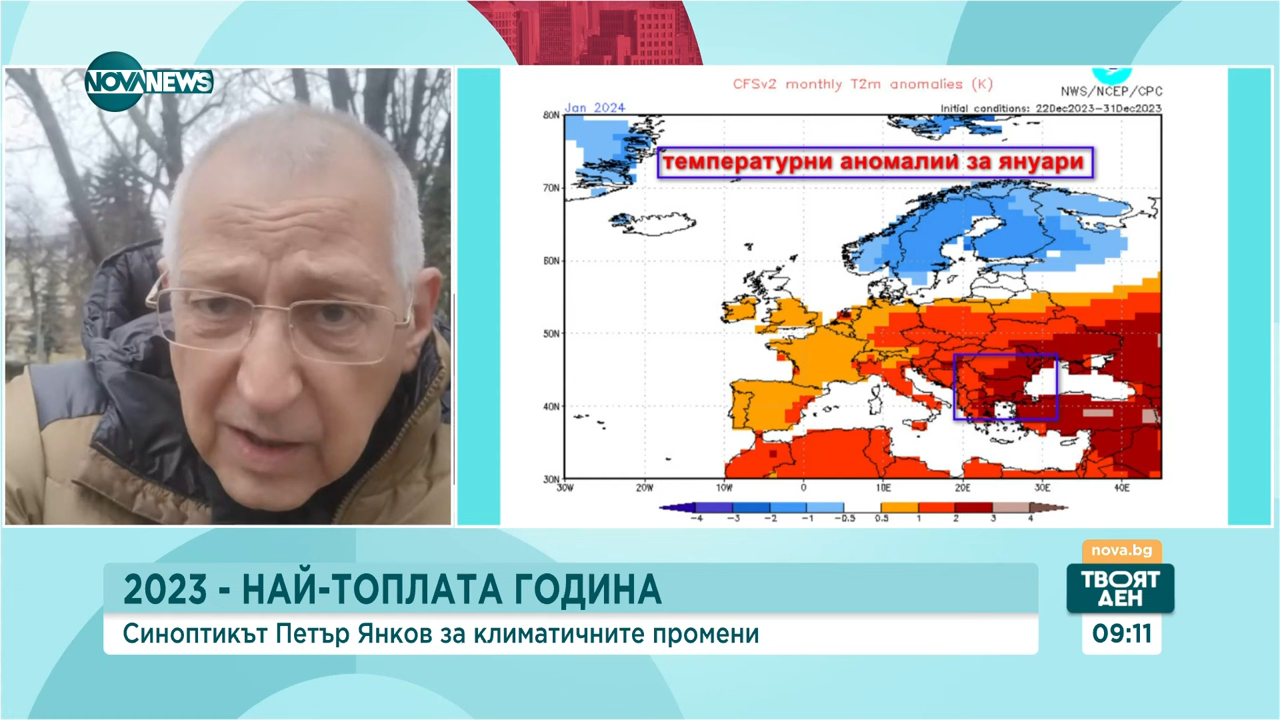 NOVANEWS
CFSv2 monthly T2m anomalies (K)
NWS/NCEP/CPC
Jan 2024
Initial conditions: 22Dec2023–31Dec2023
температурни аномалии за януари
80N
70N
60N
50N
40N
30N
30W 20W 10W 0 10E 20E 30E 40E
-4 -3 -2 -1 -0.5 0.5 1 2 3 4
2023 - НАЙ-ТОПЛАТА ГОДИНА
Синоптикът Петър Янков за климатичните промени
nova.bg
ТВОЯТ
ДЕН
09:11